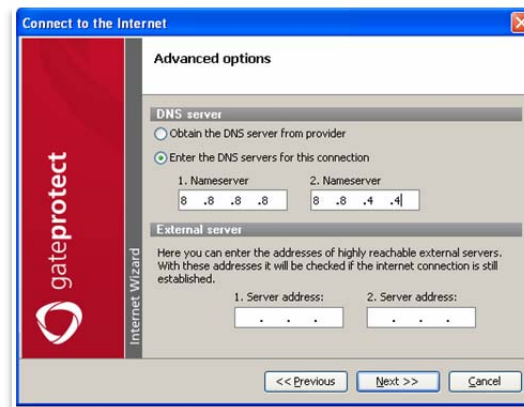 Connect to the Internet
Advanced options
DNS server
Obtain the DNS server from provider
Enter the DNS servers for this connection
1. Nameserver 2. Nameserver
8 .8 .8 .8 8 .8 .4 .4
External server
Here you can enter the addresses of highly reachable external servers.
With these addresses it will be checked if the internet connection is still
established.
1. Server address: 2. Server address:
. . . . . .
gateprotect
Internet Wizard
<< Previous Next >> Cancel